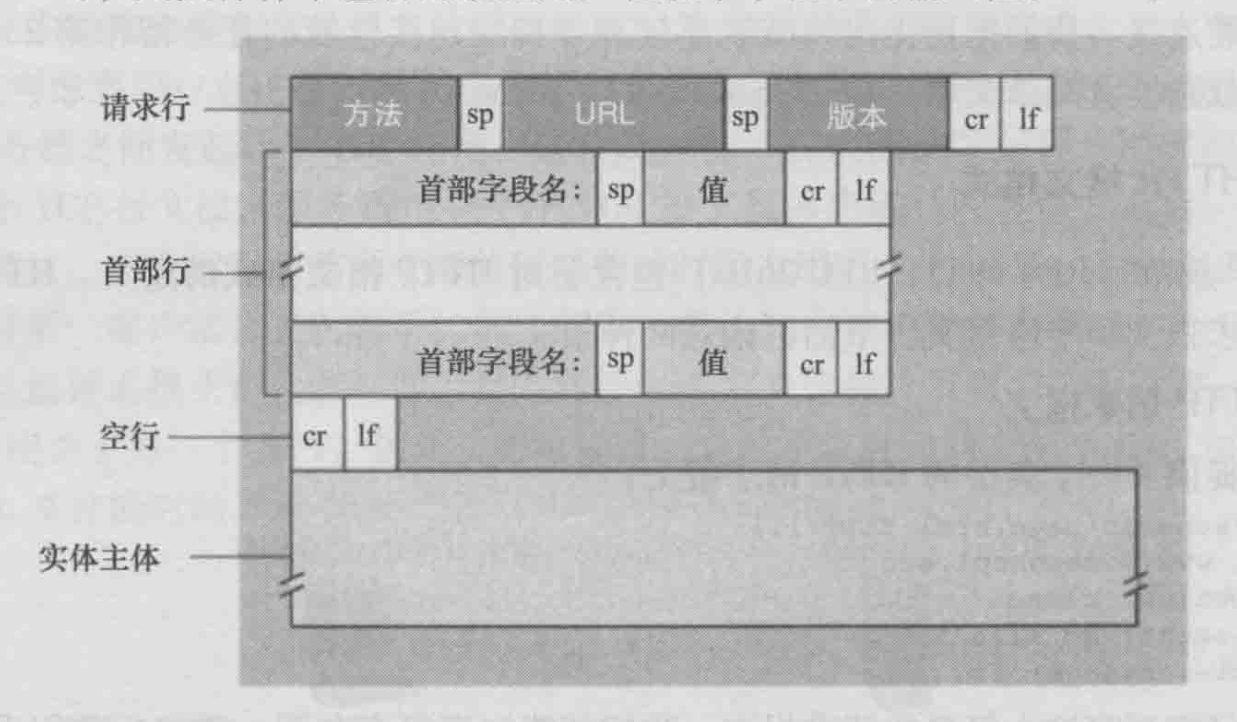 请求行 方法 sp URL sp 版本 cr lf
首部字段名: sp 值 cr lf
首部行
首部字段名: sp 值 cr lf
空行 cr lf
实体主体